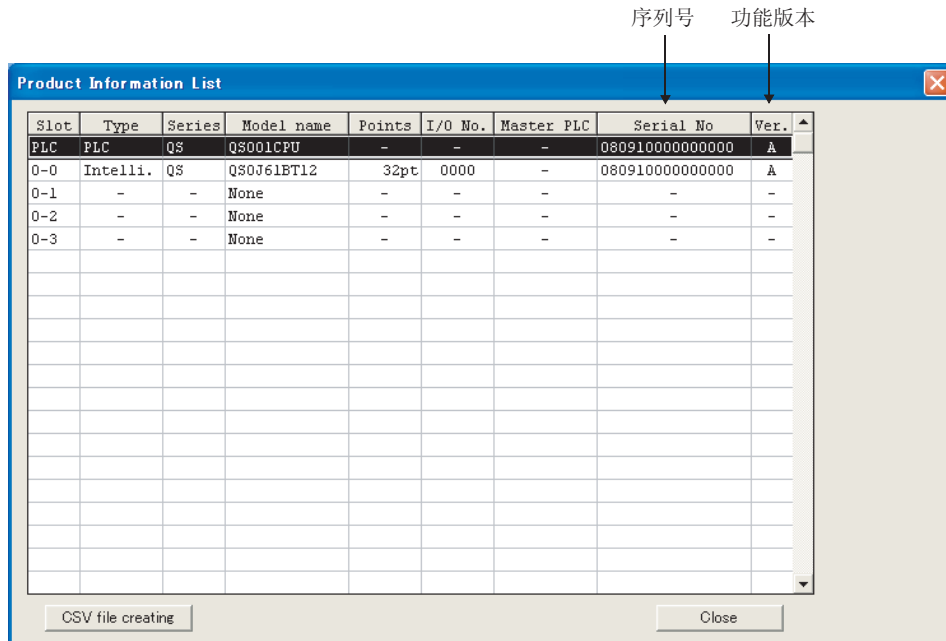 序列号 功能版本
Product Information List
Slot Type Series Model name Points I/O No. Master PLC Serial No Ver.
PLC PLC QS QS001CPU - - - 080910000000000 A
0-0 Intelli. QS QS0J61BT12 32pt 0000 - 080910000000000 A
0-1 - - None - - - - -
0-2 - - None - - - - -
0-3 - - None - - - - -
CSV file creating Close